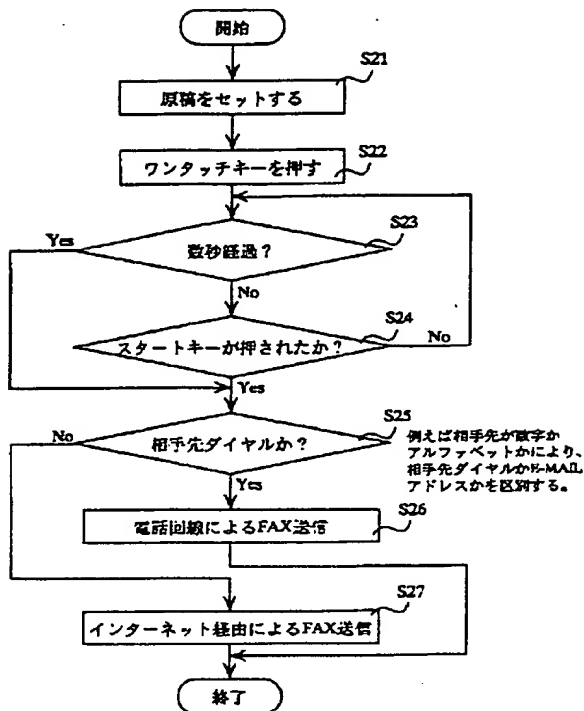 開始
S21
原稿をセットする
S22
ワンタッチキーを押す
S23
Yes
数秒経過？
No
S24
スタートキーが押されたか？
No
Yes
S25
No
相手先ダイヤルか？
例えば相手先が数字か
アルファベットかにより、
相手先ダイヤルかE-MAIL
アドレスかを区別する。
Yes
S26
電話回線によるFAX送信
S27
インターネット経由によるFAX送信
終了